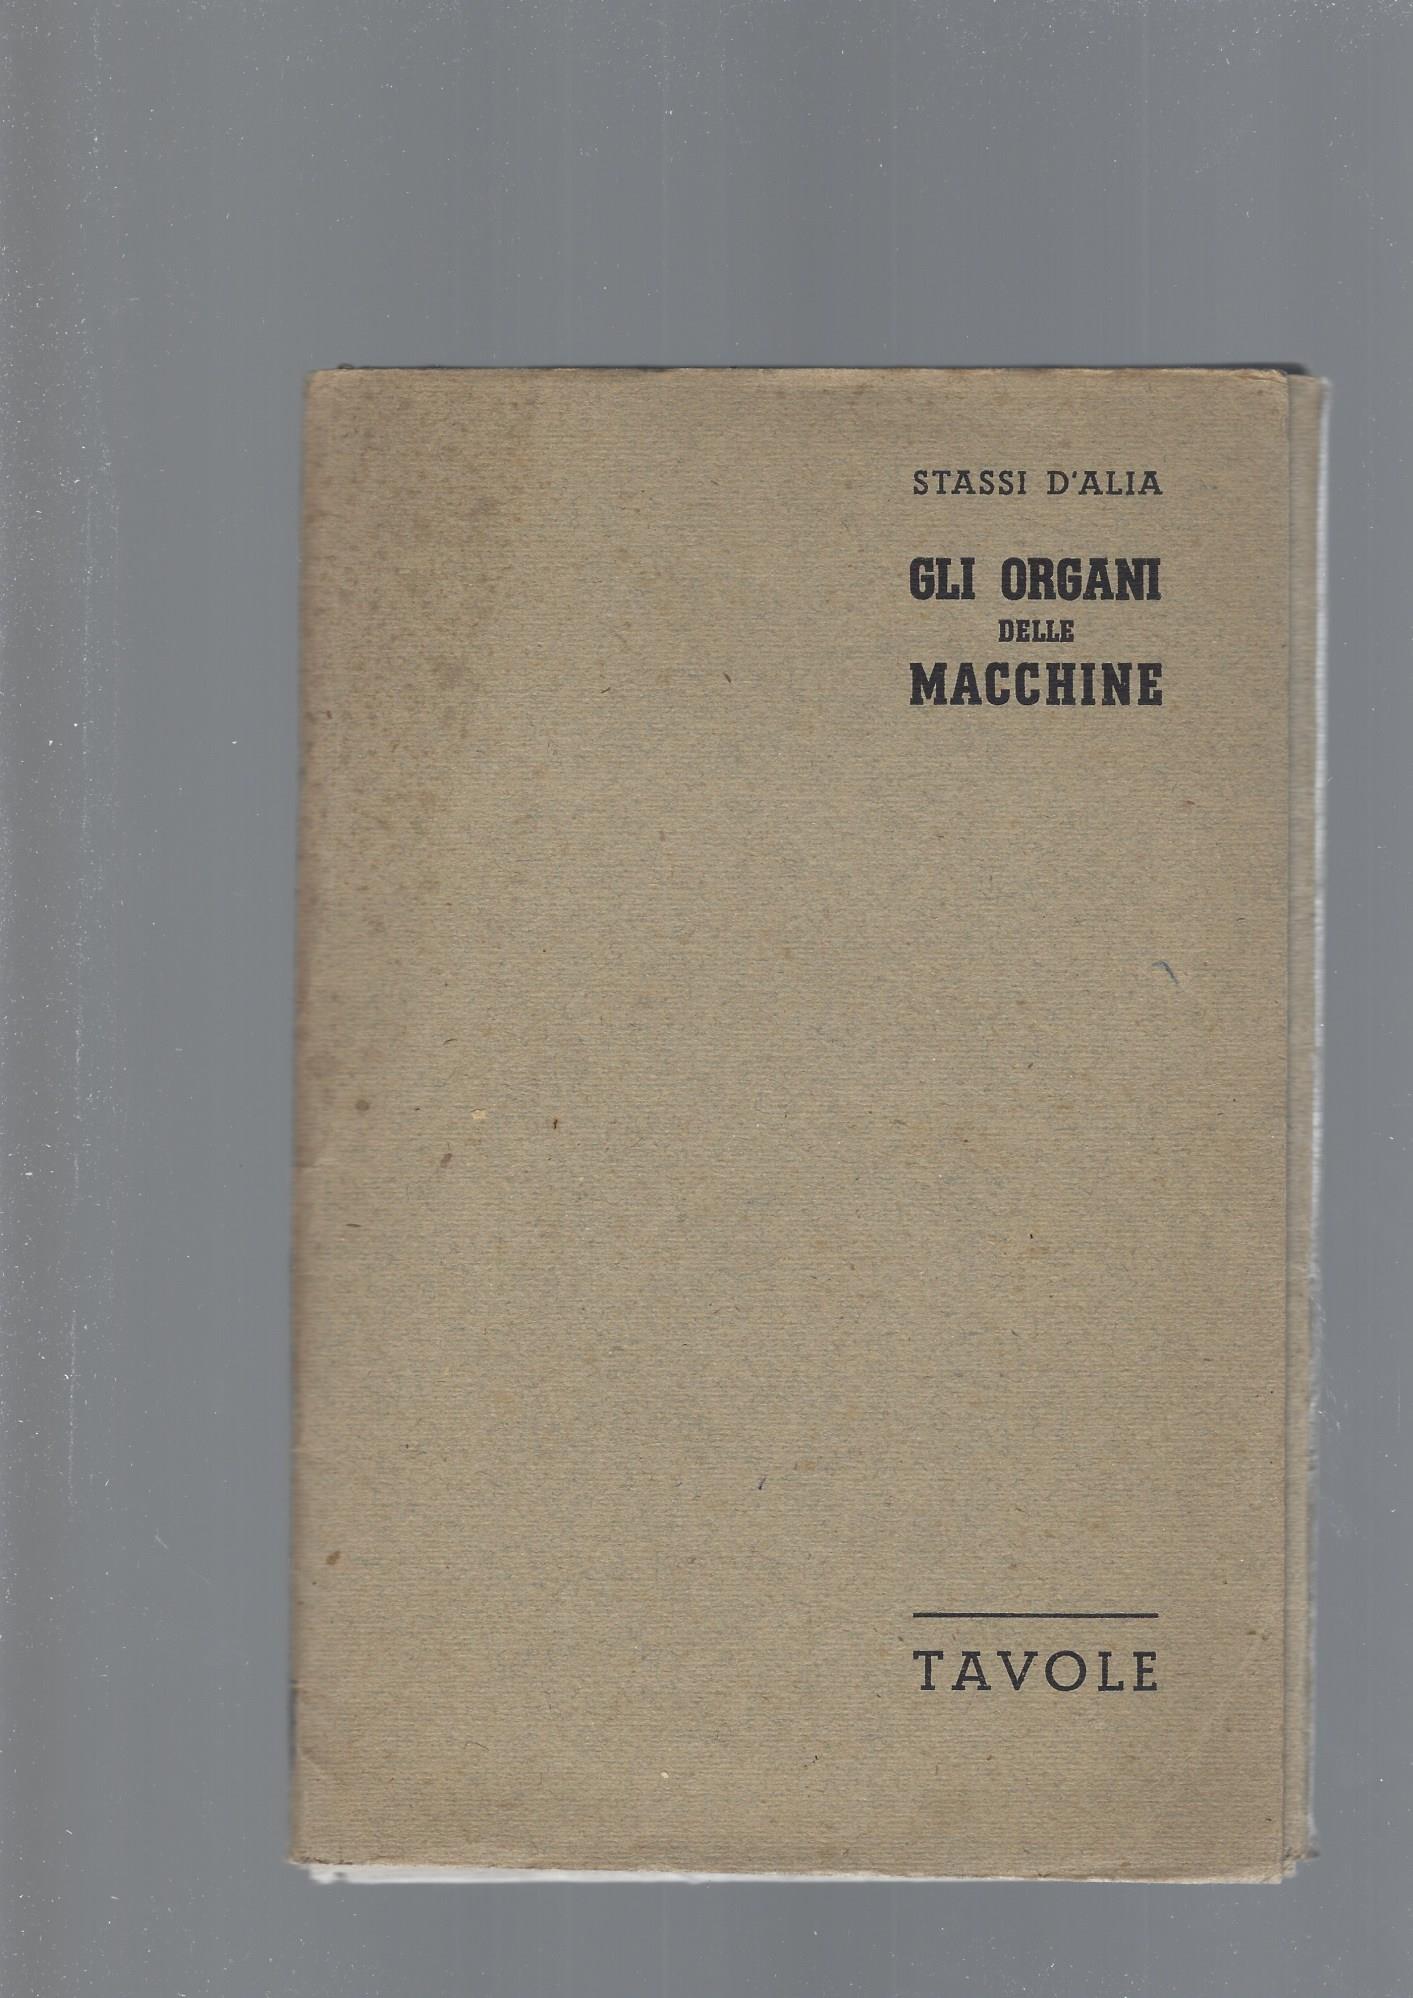 STASSI D'ALIA
GLI ORGANI
DELLE
MACCHINE
TAVOLE